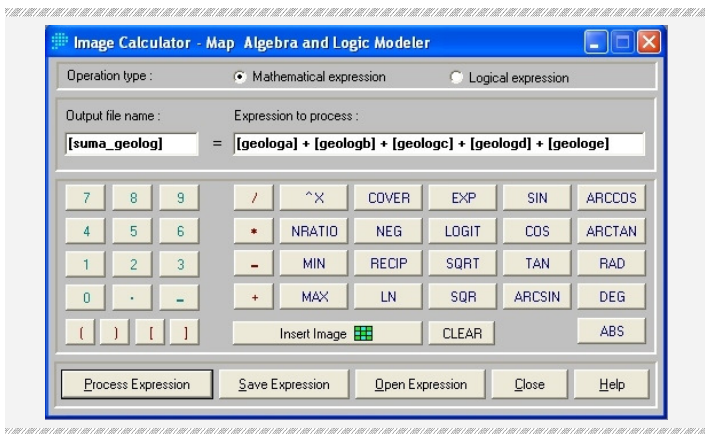 Image Calculator - Map Algebra and Logic Modeler
Operation type : Mathematical expression Logical expression
Output file name : Expression to process :
[suma_geolog] = [geologa] + [geologb] + [geologc] + [geologd] + [geologe]
7 8 9 / ^X COVER EXP SIN ARCCOS
4 5 6 * NRATIO NEG LOGIT COS ARCTAN
1 2 3 - MIN RECIP SQRT TAN RAD
0 . - + MAX LN SQR ARCSIN DEG
( ) [ ] Insert Image CLEAR ABS
Process Expression Save Expression Open Expression Close Help